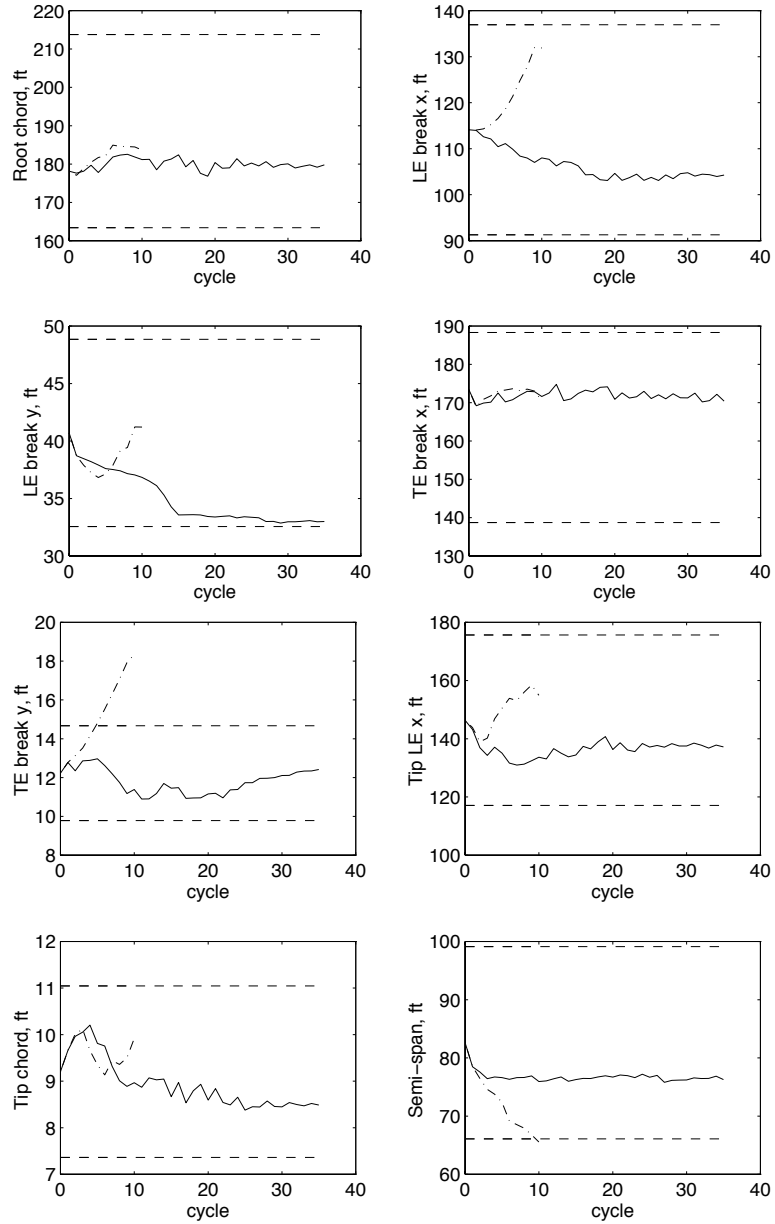 220
210
200
190
180
170
160
Root chord, ft
0 10 20 30 40
cycle
140
130
120
110
100
90
LE break x, ft
0 10 20 30 40
cycle
50
45
40
35
30
LE break y, ft
0 10 20 30 40
cycle
190
180
170
160
150
140
130
TE break x, ft
0 10 20 30 40
cycle
20
18
16
14
12
10
8
TE break y, ft
0 10 20 30 40
cycle
180
160
140
120
100
Tip LE x, ft
0 10 20 30 40
cycle
12
11
10
9
8
7
Tip chord, ft
0 10 20 30 40
cycle
100
90
80
70
60
Semi−span, ft
0 10 20 30 40
cycle